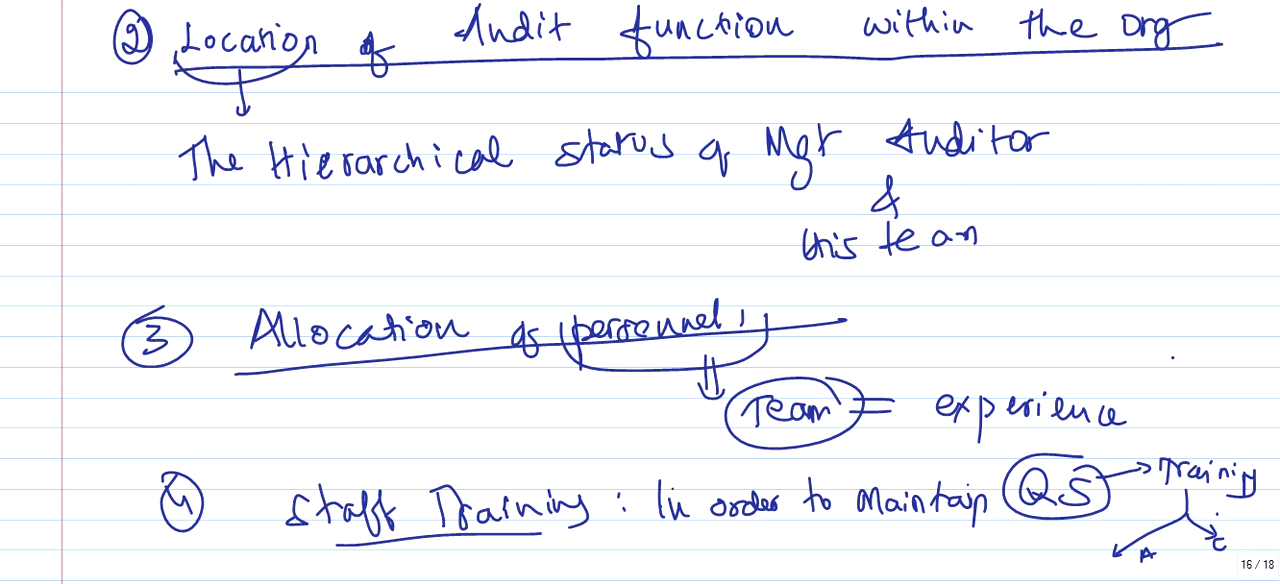 ② Location of Audit function within the org
The Hierarchical status of Mgt Auditor
&
his team
③ Allocation of personnel
Team = experience
④ Staff Training : In order to Maintain QS → Training
A
16 / 18